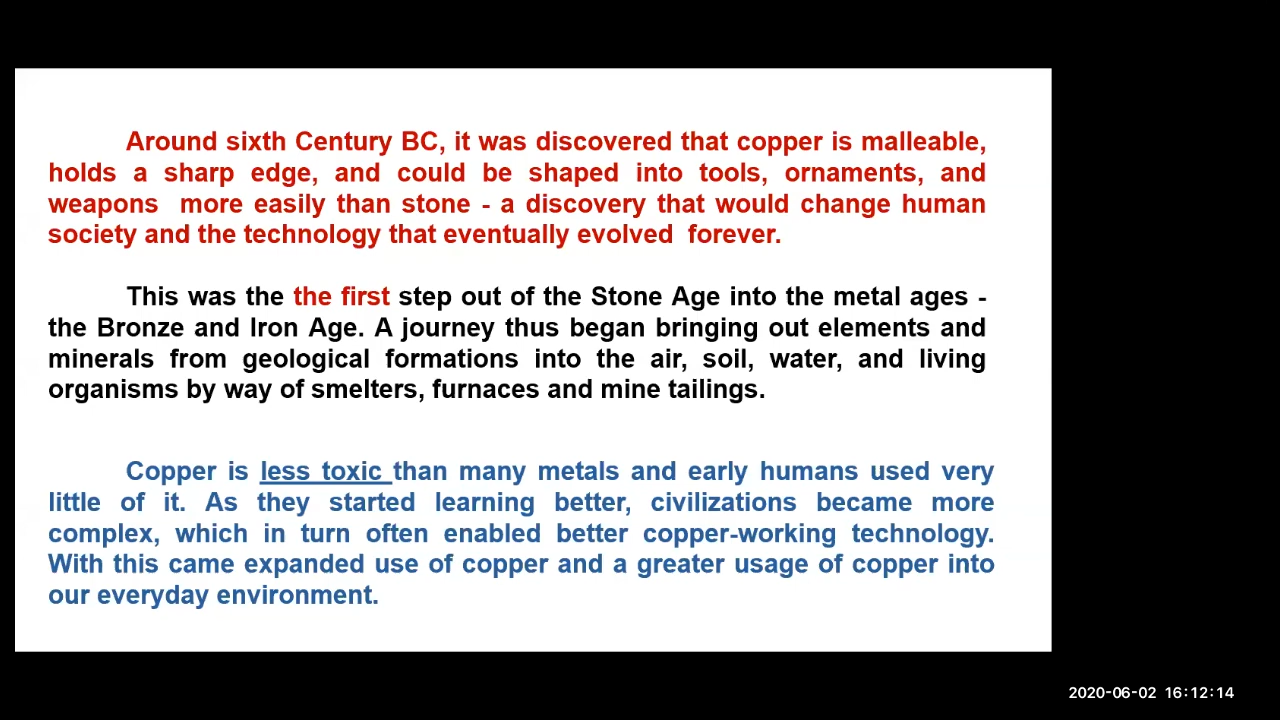 Around sixth Century BC, it was discovered that copper is malleable,
holds a sharp edge, and could be shaped into tools, ornaments, and
weapons more easily than stone - a discovery that would change human
society and the technology that eventually evolved forever.
This was the the first step out of the Stone Age into the metal ages -
the Bronze and Iron Age. A journey thus began bringing out elements and
minerals from geological formations into the air, soil, water, and living
organisms by way of smelters, furnaces and mine tailings.
Copper is less toxic than many metals and early humans used very
little of it. As they started learning better, civilizations became more
complex, which in turn often enabled better copper-working technology.
With this came expanded use of copper and a greater usage of copper into
our everyday environment.
2020-06-02 16:12:14